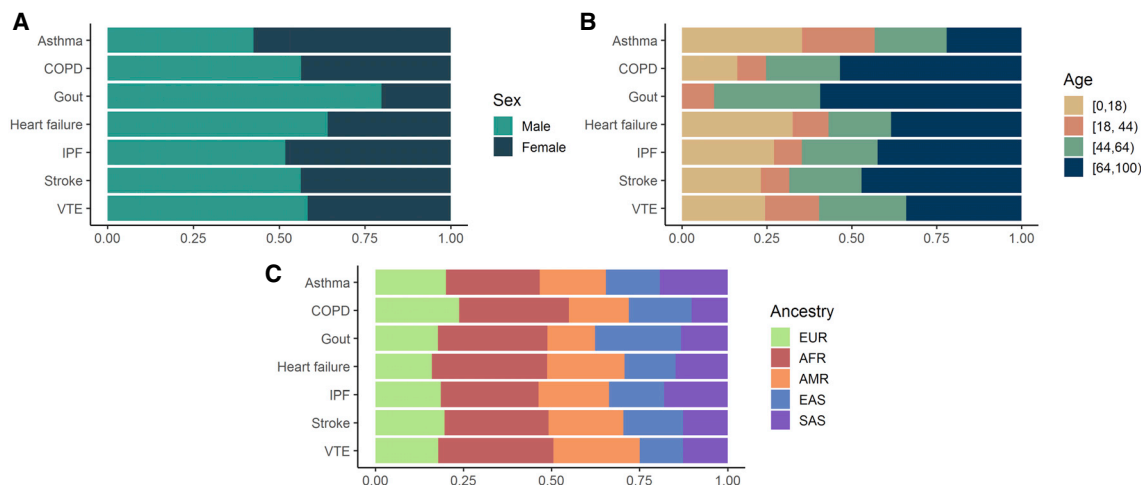 A
Asthma
COPD
Gout
Heart failure
IPF
Stroke
VTE
0.00 0.25 0.50 0.75 1.00
Sex
Male
Female
B
Asthma
COPD
Gout
Heart failure
IPF
Stroke
VTE
0.00 0.25 0.50 0.75 1.00
Age
[0,18)
[18, 44)
[44,64)
[64,100)
C
Asthma
COPD
Gout
Heart failure
IPF
Stroke
VTE
0.00 0.25 0.50 0.75 1.00
Ancestry
EUR
AFR
AMR
EAS
SAS